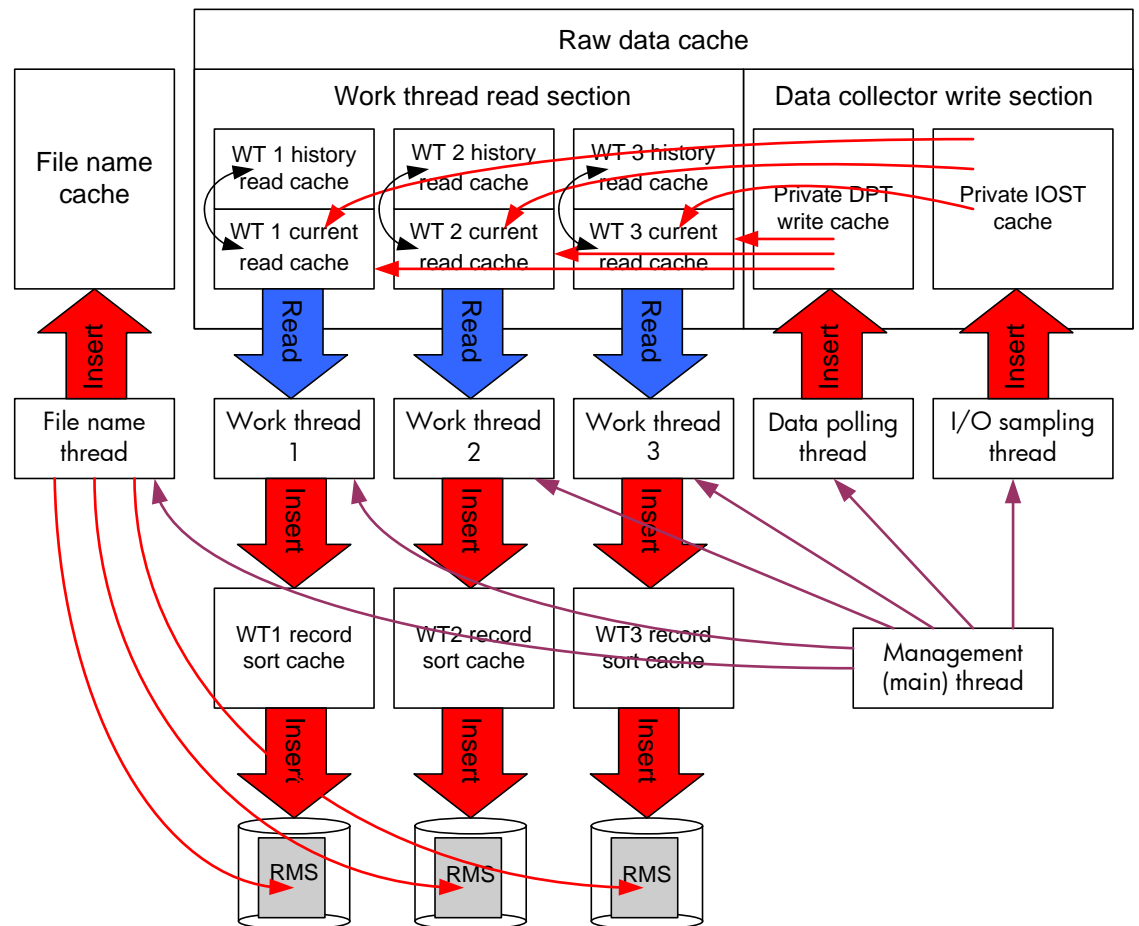 Raw data cache
Work thread read section
Data collector write section
File name
cache
WT 1 history
read cache
WT 2 history
read cache
WT 3 history
read cache
WT 1 current
read cache
WT 2 current
read cache
WT 3 current
read cache
Private DPT
write cache
Private IOST
cache
Insert
Read
Read
Read
Insert
Insert
File name
thread
Work thread
1
Work thread
2
Work thread
3
Data polling
thread
I/O sampling
thread
Insert
Insert
Insert
WT1 record
sort cache
WT2 record
sort cache
WT3 record
sort cache
Management
(main) thread
Insert
Insert
Insert
RMS
RMS
RMS